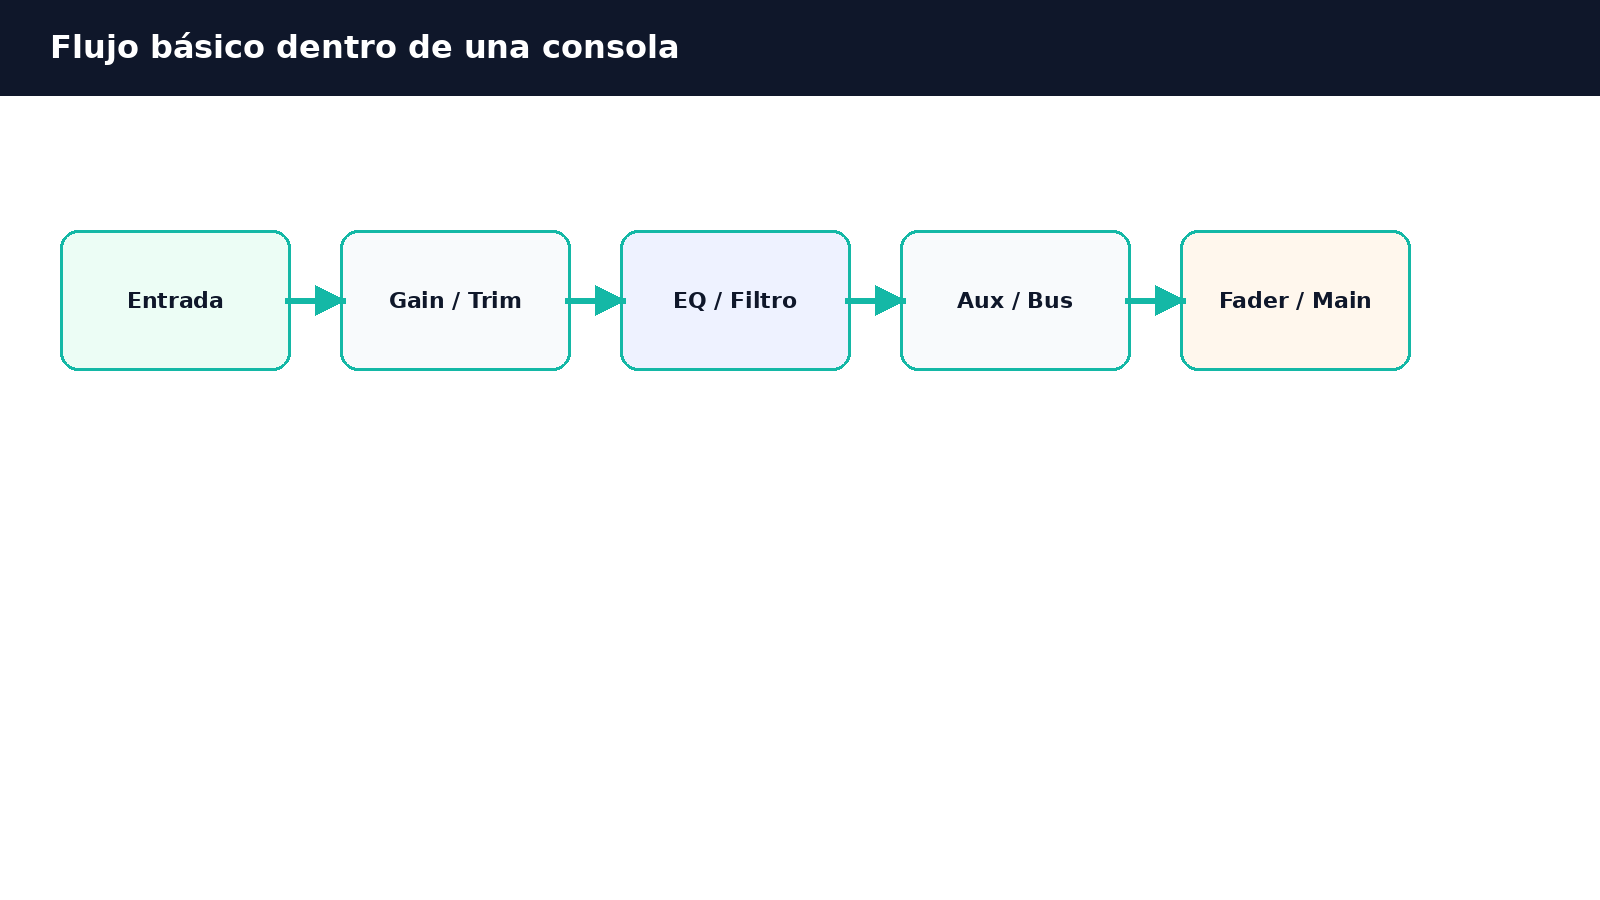 Flujo básico dentro de una consola
Entrada
Gain / Trim
EQ / Filtro
Aux / Bus
Fader / Main